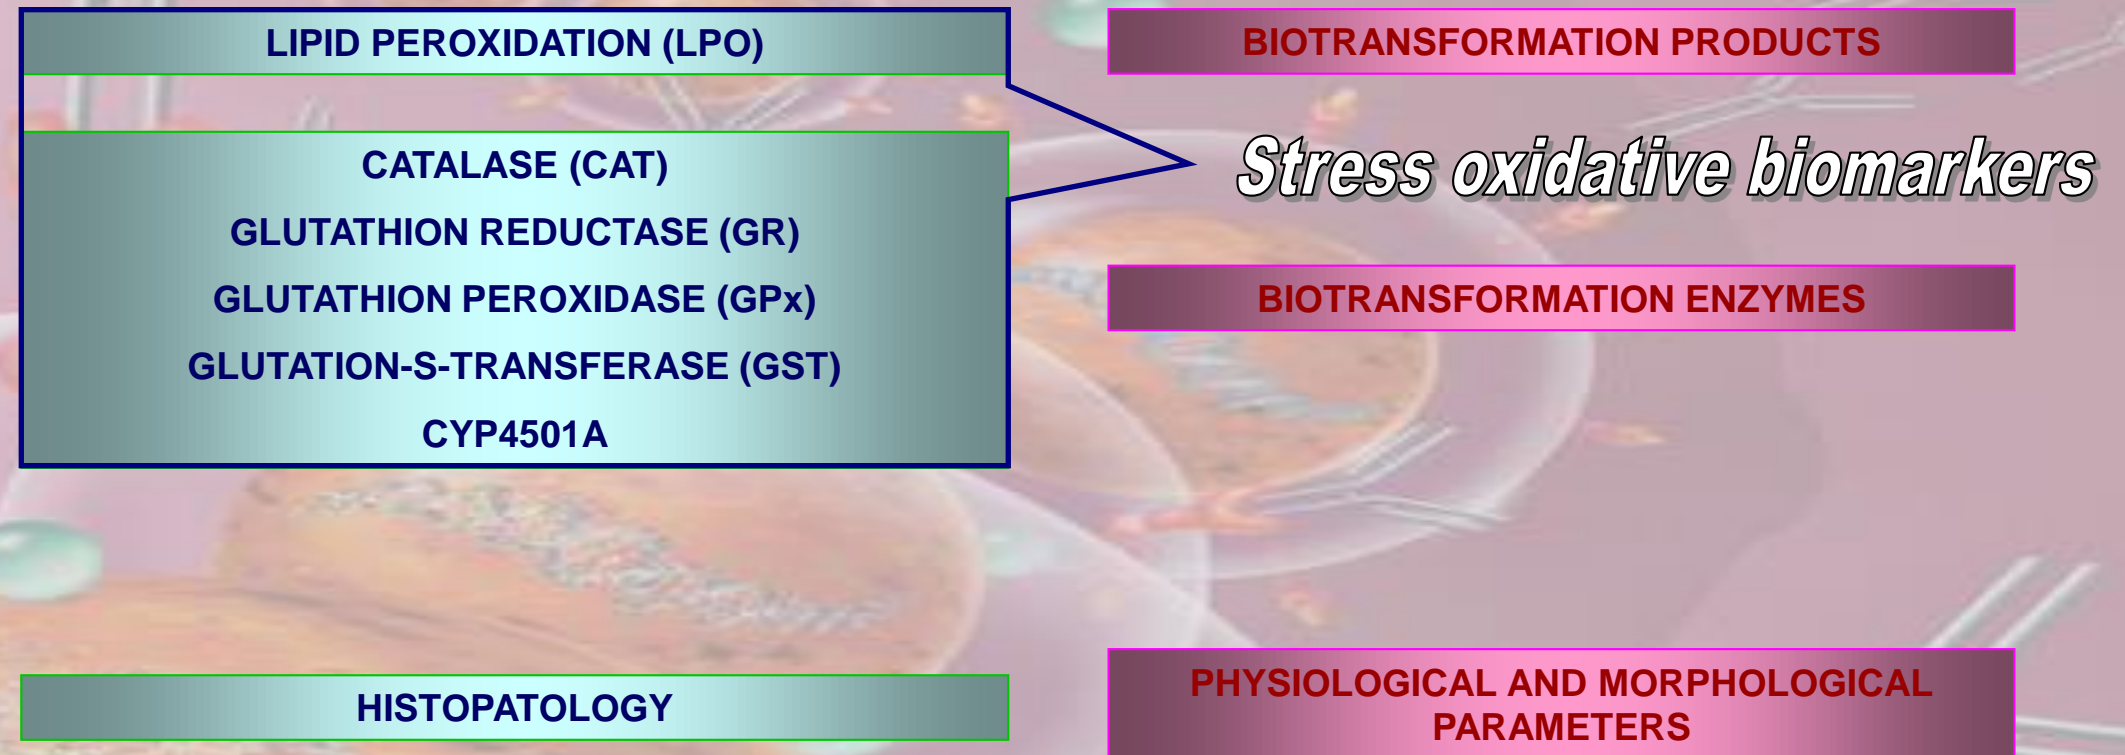 LIPID PEROXIDATION (LPO)
BIOTRANSFORMATION PRODUCTS
CATALASE (CAT)
GLUTATHION REDUCTASE (GR)
GLUTATHION PEROXIDASE (GPx)
GLUTATION-S-TRANSFERASE (GST)
CYP4501A
Stress oxidative biomarkers
BIOTRANSFORMATION ENZYMES
HISTOPATOLOGY
PHYSIOLOGICAL AND MORPHOLOGICAL
PARAMETERS